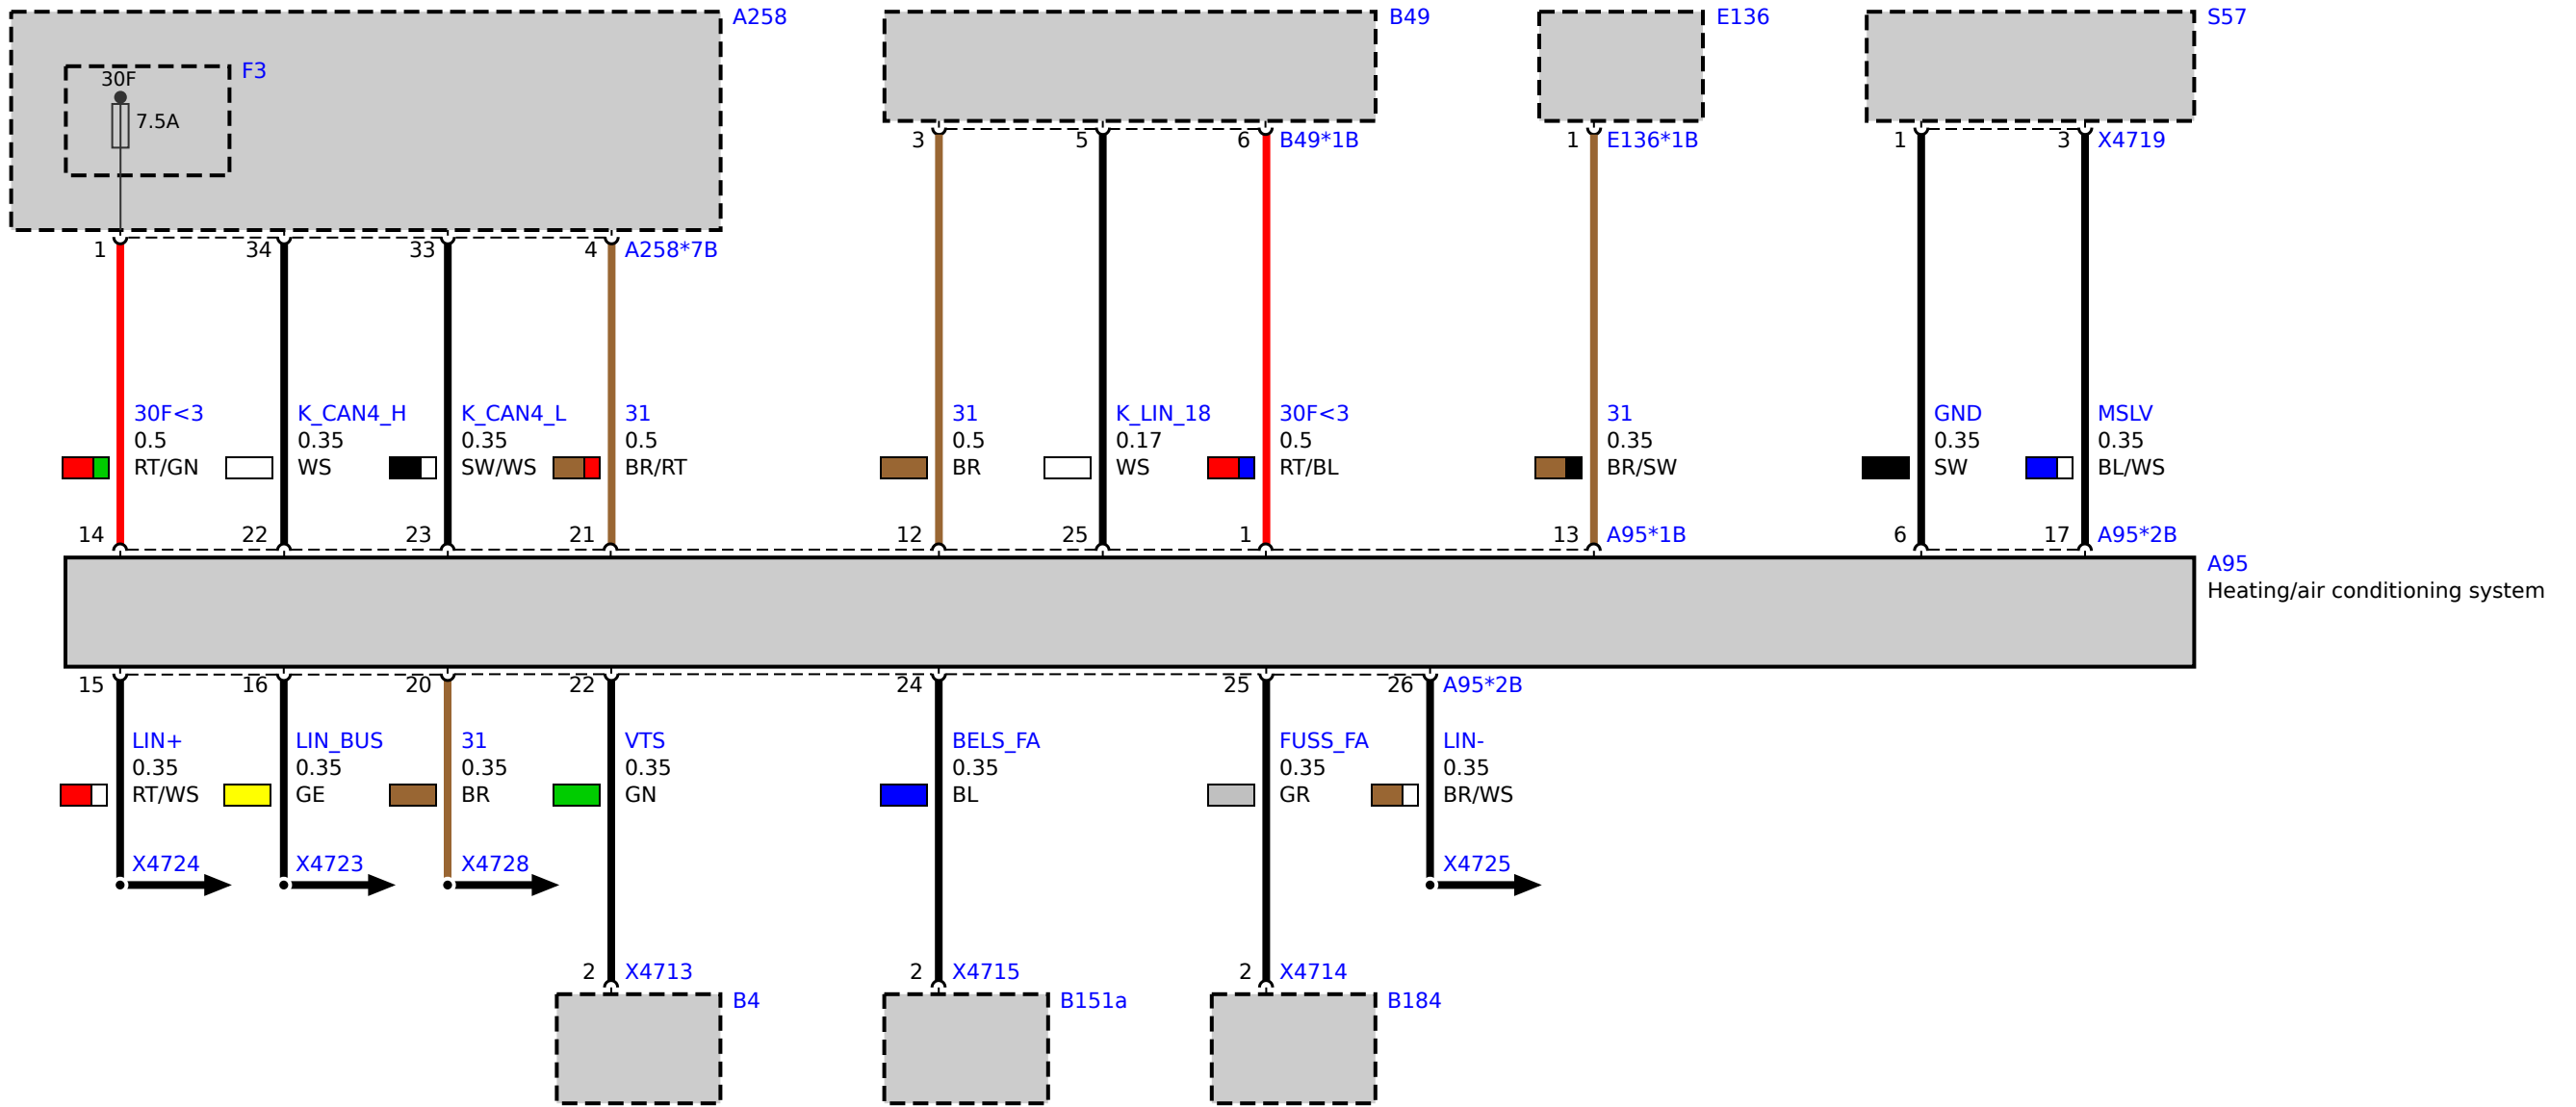 A258
B49
E136
S57
F3
30F
7.5A
3
5
6
B49*1B
1
E136*1B
1
3
X4719
1
34
33
4
A258*7B
30F<3
0.5
RT/GN
K_CAN4_H
0.35
WS
K_CAN4_L
0.35
SW/WS
31
0.5
BR/RT
31
0.5
BR
K_LIN_18
0.17
WS
30F<3
0.5
RT/BL
31
0.35
BR/SW
GND
0.35
SW
MSLV
0.35
BL/WS
14
22
23
21
12
25
1
13
A95*1B
6
17
A95*2B
A95
Heating/air conditioning system
15
16
20
22
24
25
26
A95*2B
LIN+
0.35
RT/WS
LIN_BUS
0.35
GE
31
0.35
BR
VTS
0.35
GN
BELS_FA
0.35
BL
FUSS_FA
0.35
GR
LIN-
0.35
BR/WS
X4724
X4723
X4728
X4725
2
X4713
2
X4715
2
X4714
B4
B151a
B184